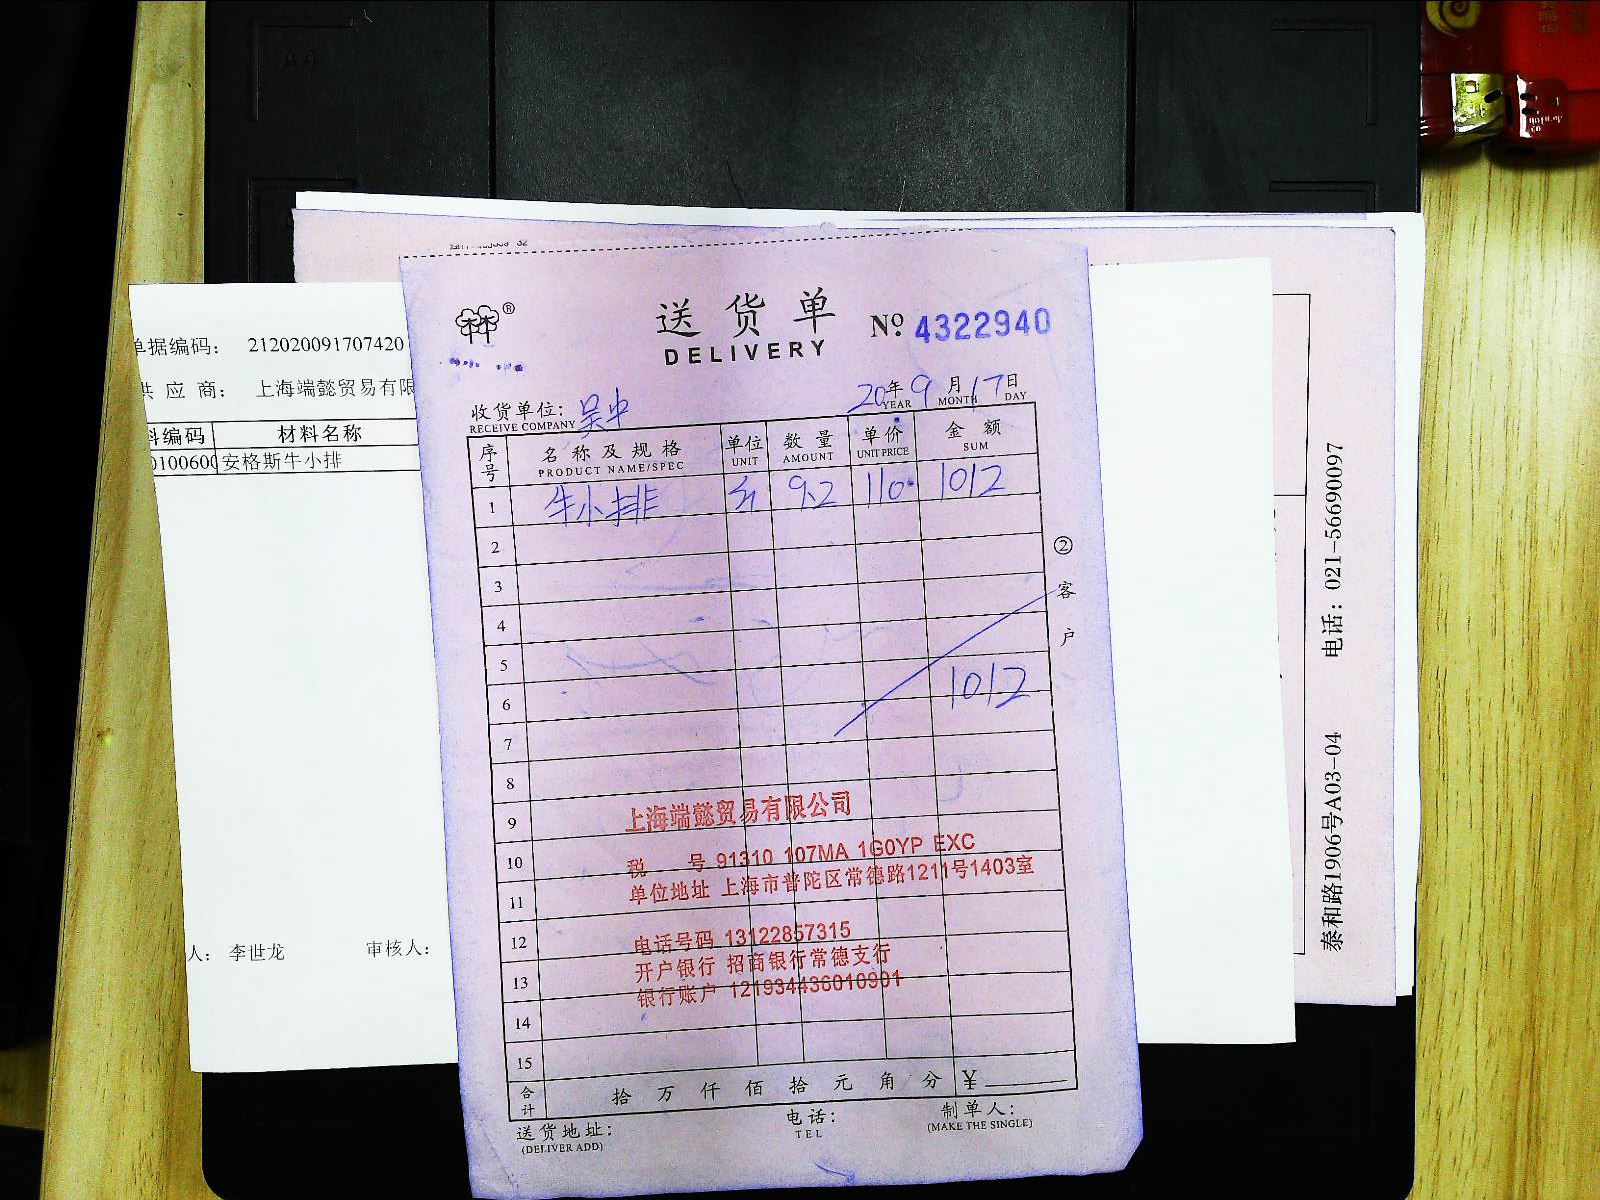 送货单
DELIVERY
№ 4322940
®
20年9月17日
YEAR MONTH DAY
收货单位: 吴中
RECEIVE COMPANY
序号 名称及规格 单位 数量 单价 金额
PRODUCT NAME/SPEC UNIT AMOUNT UNIT PRICE SUM
1 牛小排 斤 9.2 110 1012
2
3
4
5
6 1012
7
8
9
10
11
12
13
14
15
上海端懿贸易有限公司
税 号 91310 107MA 1G0YP EXC
单位地址 上海市普陀区常德路1211号1403室
电话号码 13122857315
开户银行 招商银行常德支行
银行账户 121934436010901
合计 拾万仟佰拾元角分 ¥
送货地址: 电话: 制单人:
(DELIVER ADD) TEL (MAKE THE SINGLE)
② 客户
单据编码: 212020091707420
供应商: 上海端懿贸易有限
料编码 材料名称
0100600 安格斯牛小排
人: 李世龙 审核人:
泰和路1906号A03-04 电话: 021-56690097